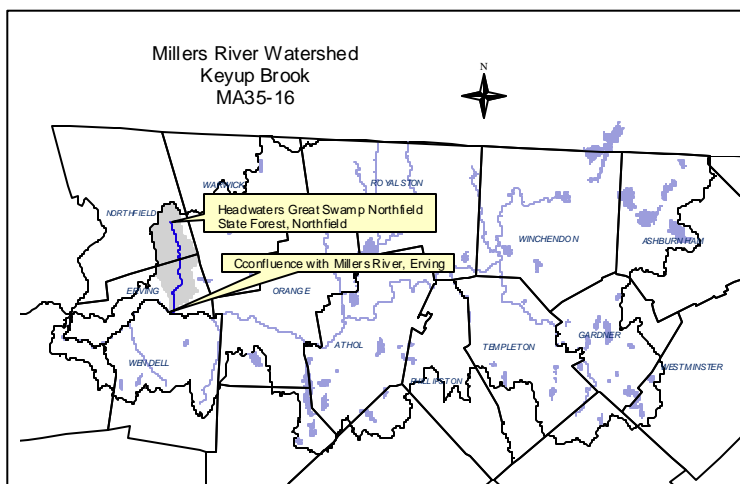 Millers River Watershed
Keyup Brook
MA35-16
N
WARWICK
ROYALSTON
NORTHFIELD
Headwaters Great Swamp Northfield
State Forest, Northfield
WINCHENDON
ASHBURNHAM
Cconfluence with Millers River, Erving
ERVING
ORANGE
ATHOL
TEMPLETON
GARDNER
WENDELL
PHILLIPSTON
WESTMINSTER